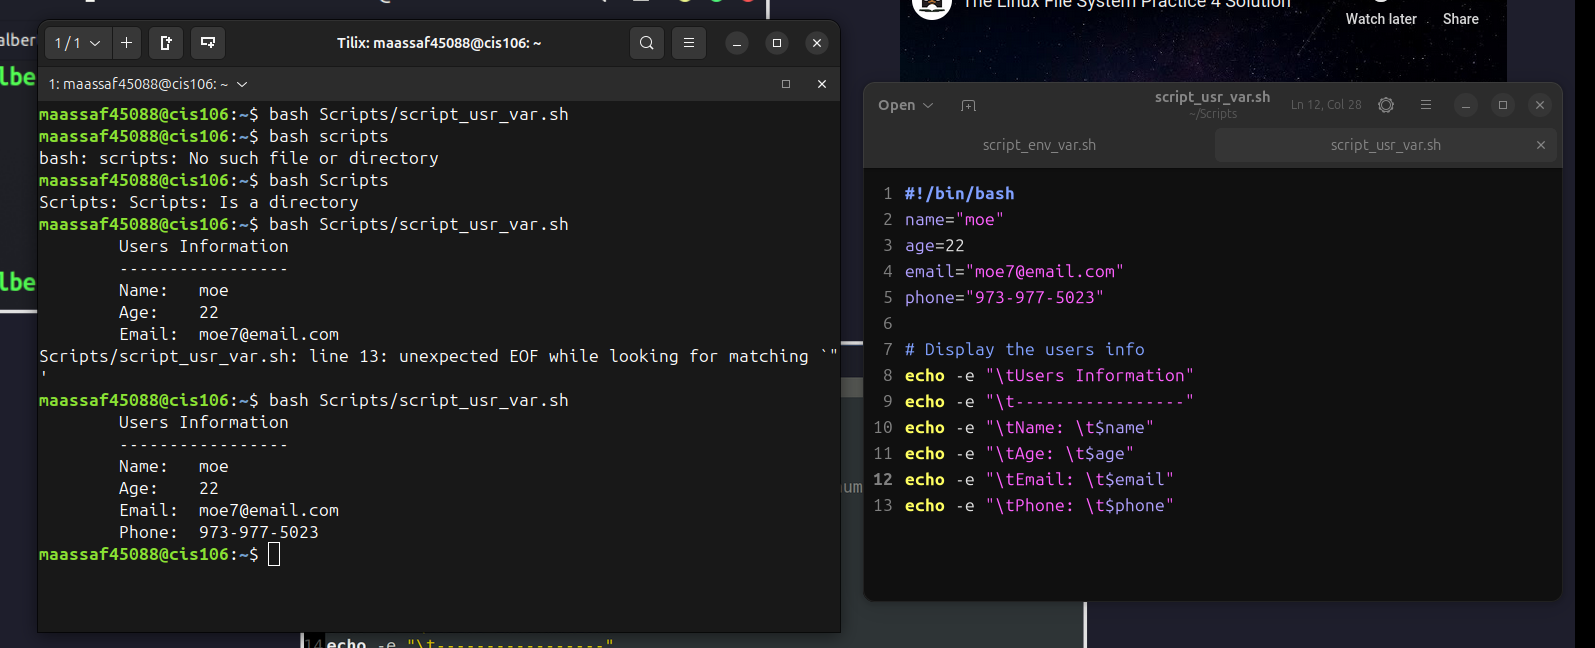 The Linux File System Practice 4 Solution
Watch later Share
alber
lbe
lbe
1 / 1
Tilix: maassaf45088@cis106: ~
1: maassaf45088@cis106: ~
maassaf45088@cis106:~$ bash Scripts/script_usr_var.sh
maassaf45088@cis106:~$ bash scripts
bash: scripts: No such file or directory
maassaf45088@cis106:~$ bash Scripts
Scripts: Scripts: Is a directory
maassaf45088@cis106:~$ bash Scripts/script_usr_var.sh
Users Information
-----------------
Name: moe
Age: 22
Email: moe7@email.com
Scripts/script_usr_var.sh: line 13: unexpected EOF while looking for matching `"
'
maassaf45088@cis106:~$ bash Scripts/script_usr_var.sh
Users Information
-----------------
Name: moe
Age: 22
Email: moe7@email.com
Phone: 973-977-5023
maassaf45088@cis106:~$
Open
script_usr_var.sh
~/Scripts
Ln 12, Col 28
script_env_var.sh script_usr_var.sh
1 #!/bin/bash
2 name="moe"
3 age=22
4 email="moe7@email.com"
5 phone="973-977-5023"
6
7 # Display the users info
8 echo -e "\tUsers Information"
9 echo -e "\t-----------------"
10 echo -e "\tName: \t$name"
11 echo -e "\tAge: \t$age"
12 echo -e "\tEmail: \t$email"
13 echo -e "\tPhone: \t$phone"
num
14 echo -e "\t-----------------"